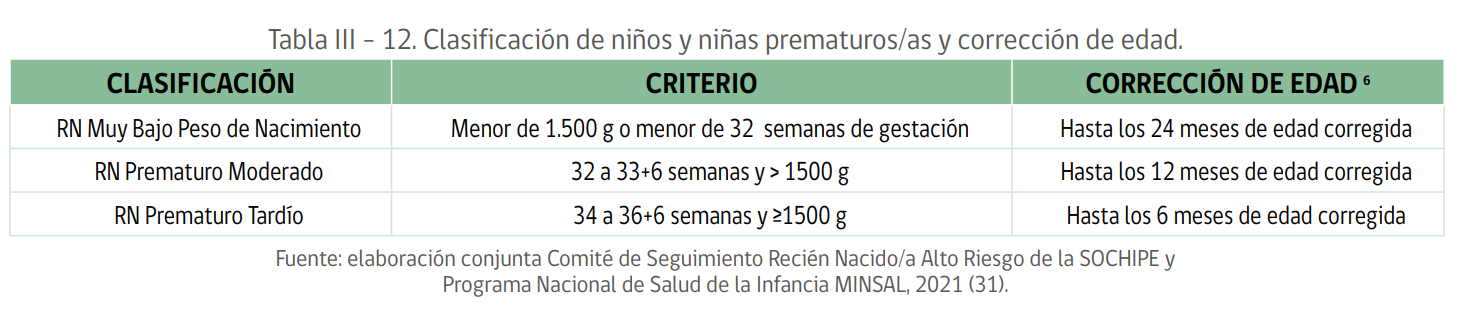 Tabla III – 12. Clasificación de niños y niñas prematuros/as y corrección de edad.
CLASIFICACIÓN CRITERIO CORRECCIÓN DE EDAD 6
RN Muy Bajo Peso de Nacimiento Menor de 1.500 g o menor de 32 semanas de gestación Hasta los 24 meses de edad corregida
RN Prematuro Moderado 32 a 33+6 semanas y > 1500 g Hasta los 12 meses de edad corregida
RN Prematuro Tardío 34 a 36+6 semanas y ≥1500 g Hasta los 6 meses de edad corregida
Fuente: elaboración conjunta Comité de Seguimiento Recién Nacido/a Alto Riesgo de la SOCHIPE y
Programa Nacional de Salud de la Infancia MINSAL, 2021 (31).